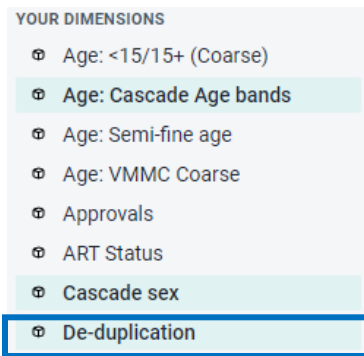 YOUR DIMENSIONS
Age: <15/15+ (Coarse)
Age: Cascade Age bands
Age: Semi-fine age
Age: VMMC Coarse
Approvals
ART Status
Cascade sex
De-duplication